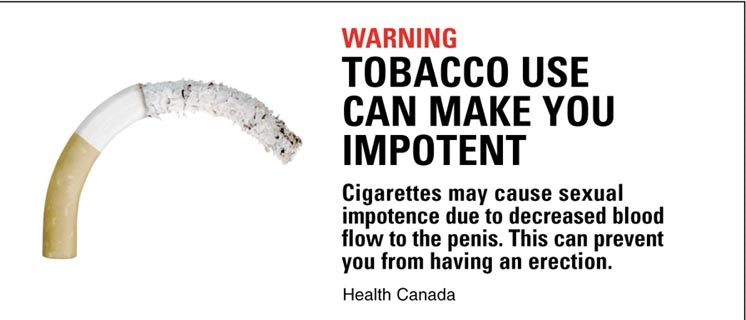 WARNING
TOBACCO USE
CAN MAKE YOU
IMPOTENT
Cigarettes may cause sexual
impotence due to decreased blood
flow to the penis. This can prevent
you from having an erection.
Health Canada